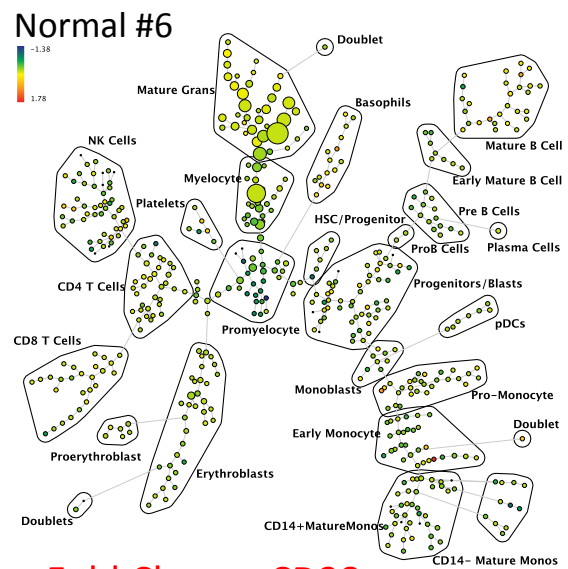 Normal #6
-1.38
1.78
Doublet
Mature Grans
Basophils
NK Cells
Mature B Cell
Myelocyte
Early Mature B Cell
Platelets
HSC/Progenitor
Pre B Cells
ProB Cells
Plasma Cells
CD4 T Cells
Progenitors/Blasts
Promyelocyte
pDCs
CD8 T Cells
Monoblasts
Pro-Monocyte
Early Monocyte
Doublet
Proerythroblast
Erythroblasts
Doublets
CD14+MatureMonos
CD14- Mature Monos